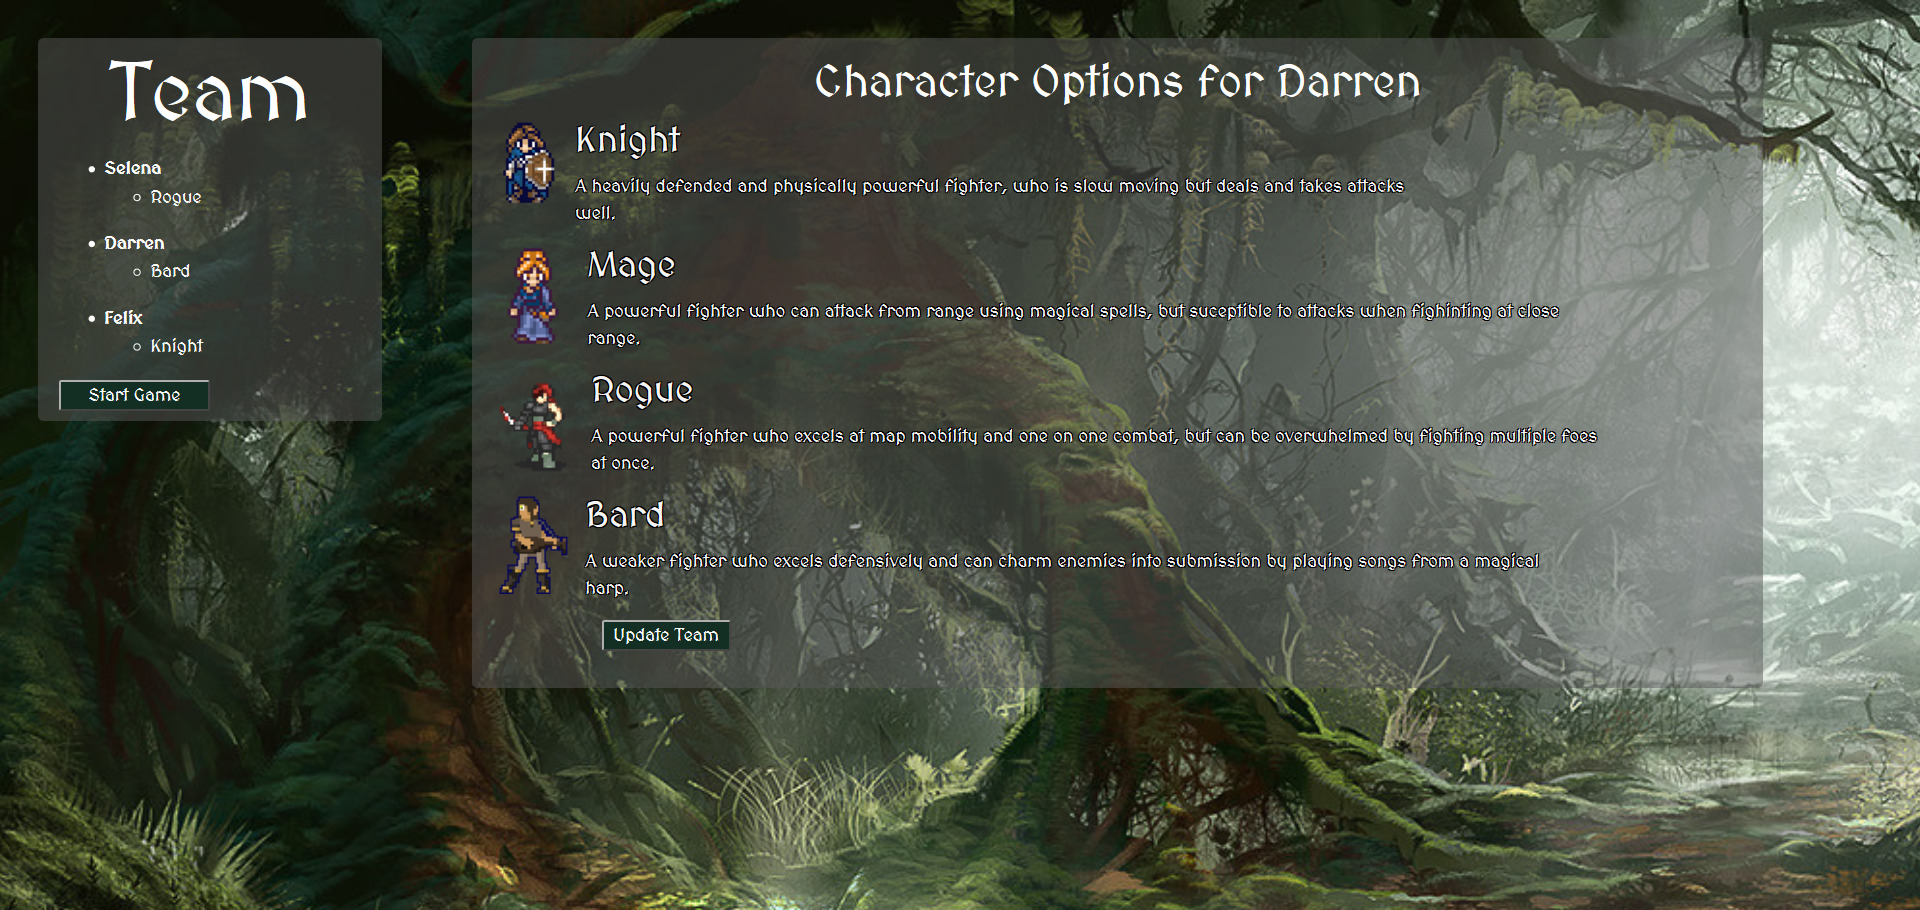 Team
Selena
Rogue
Darren
Bard
Felix
Knight
Start Game
Character Options for Darren
Knight
A heavily defended and physically powerful fighter, who is slow moving but deals and takes attacks
well.
Mage
A powerful fighter who can attack from range using magical spells, but suceptible to attacks when fighinting at close
range.
Rogue
A powerful fighter who excels at map mobility and one on one combat, but can be overwhelmed by fighting multiple foes
at once.
Bard
A weaker fighter who excels defensively and can charm enemies into submission by playing songs from a magical
harp.
Update Team